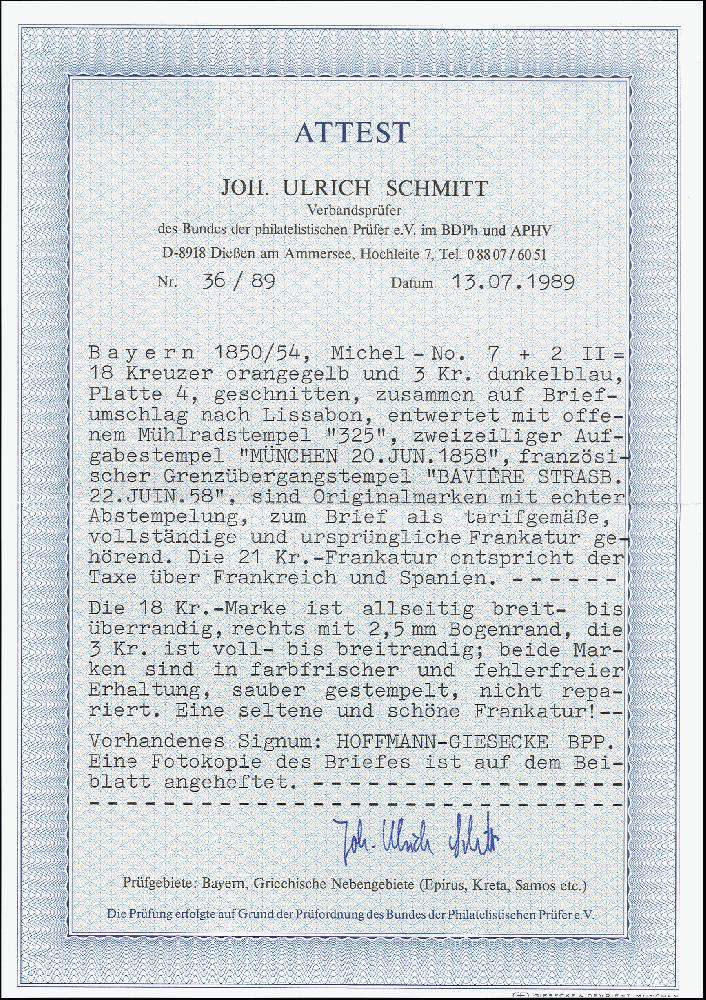 ATTEST
JOH. ULRICH SCHMITT
Verbandsprüfer
des Bundes der philatelistischen Prüfer e.V. im BDPh und APHV
D-8918 Dießen am Ammersee, Hochleite 7, Tel. 08807/6051
Nr. 36 / 89 Datum 13.07.1989
Bayern 1850/54, Michel-No. 7 + 2 II =
18 Kreuzer orangegelb und 3 Kr. dunkelblau,
Platte 4, geschnitten, zusammen auf Brief-
umschlag nach Lissabon, entwertet mit offe-
nem Mühlradstempel "325", zweizeiliger Auf-
gabestempel "MÜNCHEN 20.JUN.1858", französi-
scher Grenzübergangstempel "BAVIÈRE STRASB.
22.JUIN.58", sind Originalmarken mit echter
Abstempelung, zum Brief als tarifgemäße,
vollständige und ursprüngliche Frankatur ge-
hörend. Die 21 Kr.-Frankatur entspricht der
Taxe über Frankreich und Spanien. ------
Die 18 Kr.-Marke ist allseitig breit- bis
überrandig, rechts mit 2,5 mm Bogenrand, die
3 Kr. ist voll- bis breitrandig; beide Mar-
ken sind in farbfrischer und fehlerfreier
Erhaltung, sauber gestempelt, nicht repa-
riert. Eine seltene und schöne Frankatur!--
Vorhandenes Signum: HOFFMANN-GIESECKE BPP.
Eine Fotokopie des Briefes ist auf dem Bei-
blatt angeheftet. -----------------
-----------------------------
Joh. Ulrich Schmitt
Prüfgebiete: Bayern, Griechische Nebengebiete (Epirus, Kreta, Samos etc.)
Die Prüfung erfolgte auf Grund der Prüfordnung des Bundes der Philatelistischen Prüfer e.V.
GIESECKE & DEVRIENT MÜNCHEN